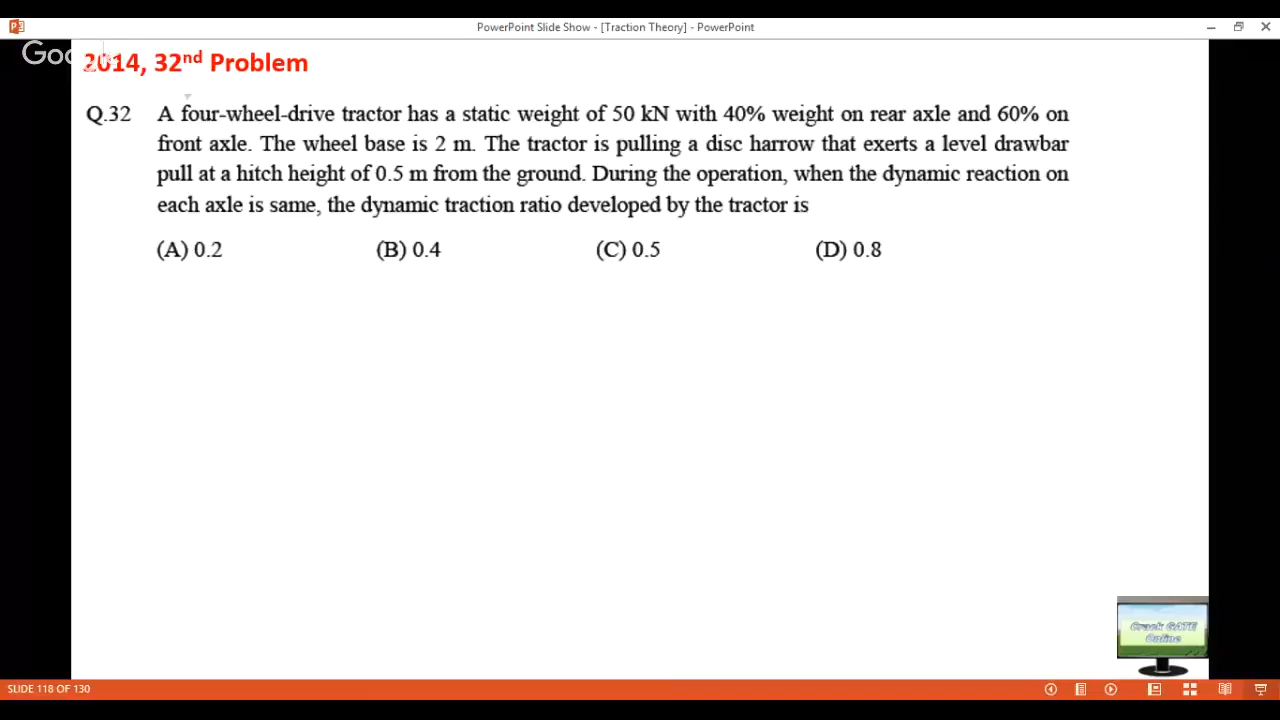 PowerPoint Slide Show - [Traction Theory] - PowerPoint
2014, 32nd Problem
Q.32 A four-wheel-drive tractor has a static weight of 50 kN with 40% weight on rear axle and 60% on
front axle. The wheel base is 2 m. The tractor is pulling a disc harrow that exerts a level drawbar
pull at a hitch height of 0.5 m from the ground. During the operation, when the dynamic reaction on
each axle is same, the dynamic traction ratio developed by the tractor is
(A) 0.2 (B) 0.4 (C) 0.5 (D) 0.8
Crack GATE
Online
SLIDE 118 OF 130